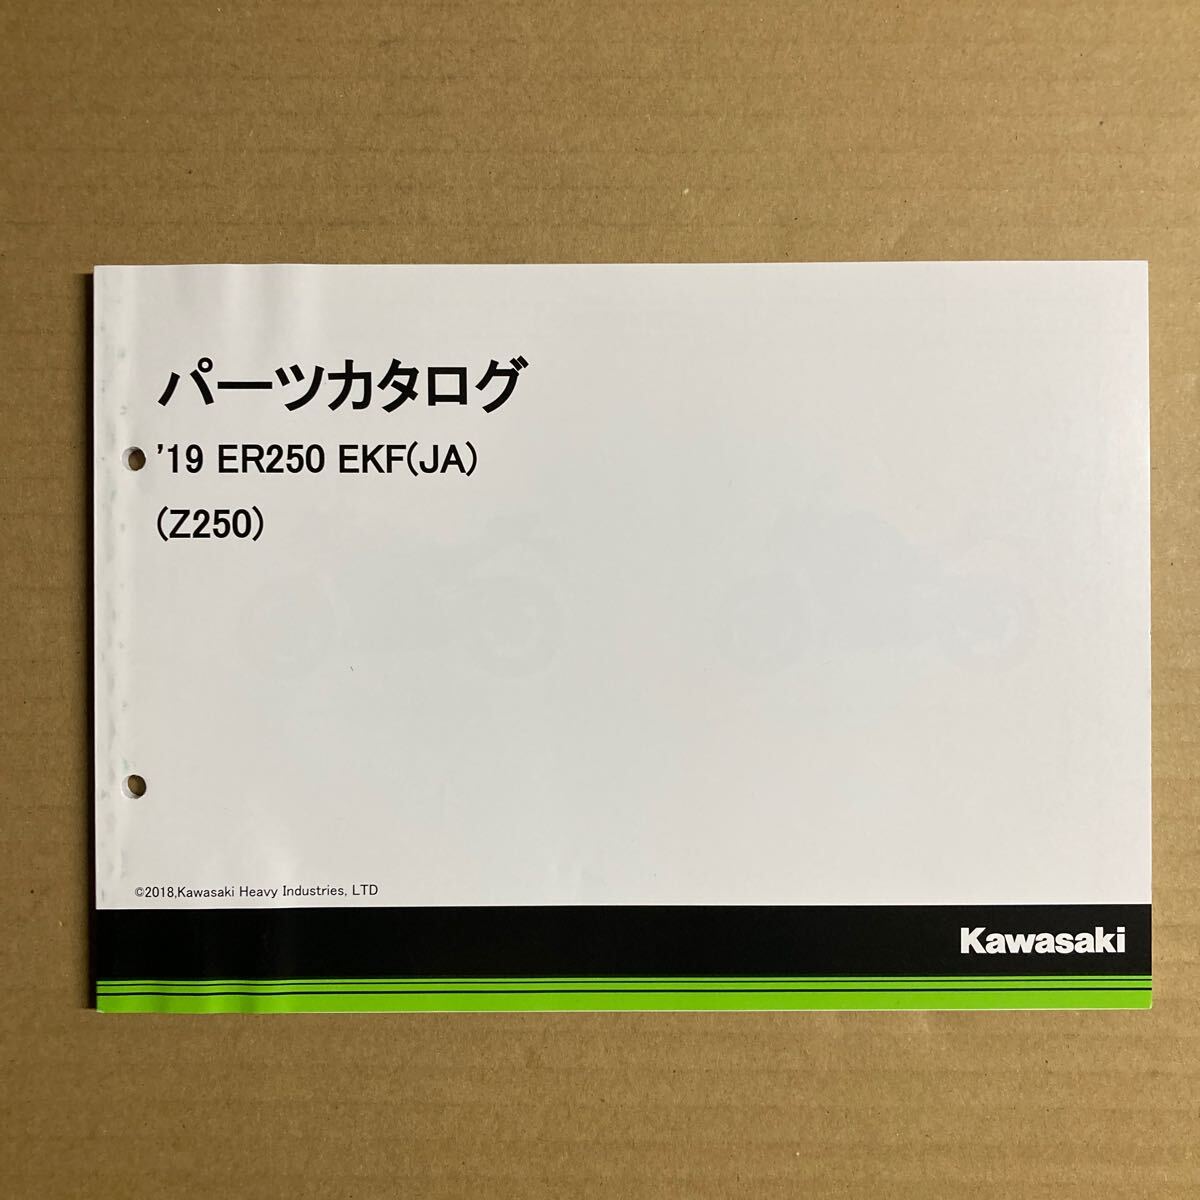 パーツカタログ
'19 ER250 EKF(JA)
(Z250)
©2018,Kawasaki Heavy Industries, LTD
Kawasaki